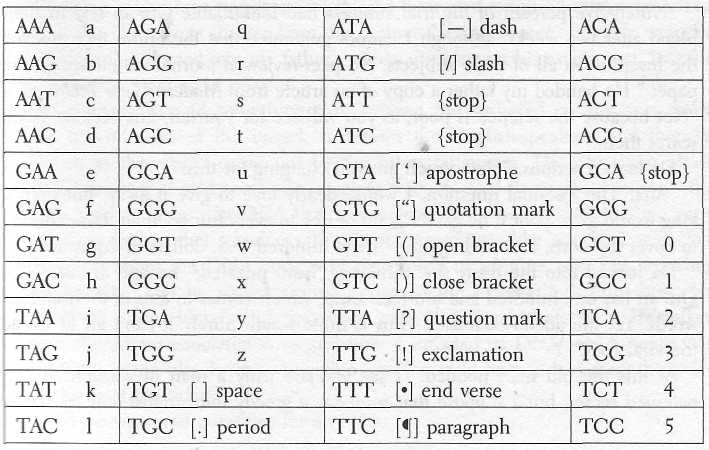 AAA a AGA q ATA [—] dash ACA
AAG b AGG r ATG [/] slash ACG
AAT c AGT s ATT {stop} ACT
AAC d AGC t ATC {stop} ACC
GAA e GGA u GTA ['] apostrophe GCA {stop}
GAG f GGG v GTG [“] quotation mark GCG
GAT g GGT w GTT [(] open bracket GCT 0
GAC h GGC x GTC [)] close bracket GCC 1
TAA i TGA y TTA [?] question mark TCA 2
TAG j TGG z TTG [!] exclamation TCG 3
TAT k TGT [ ] space TTT [•] end verse TCT 4
TAC l TGC [.] period TTC [¶] paragraph TCC 5